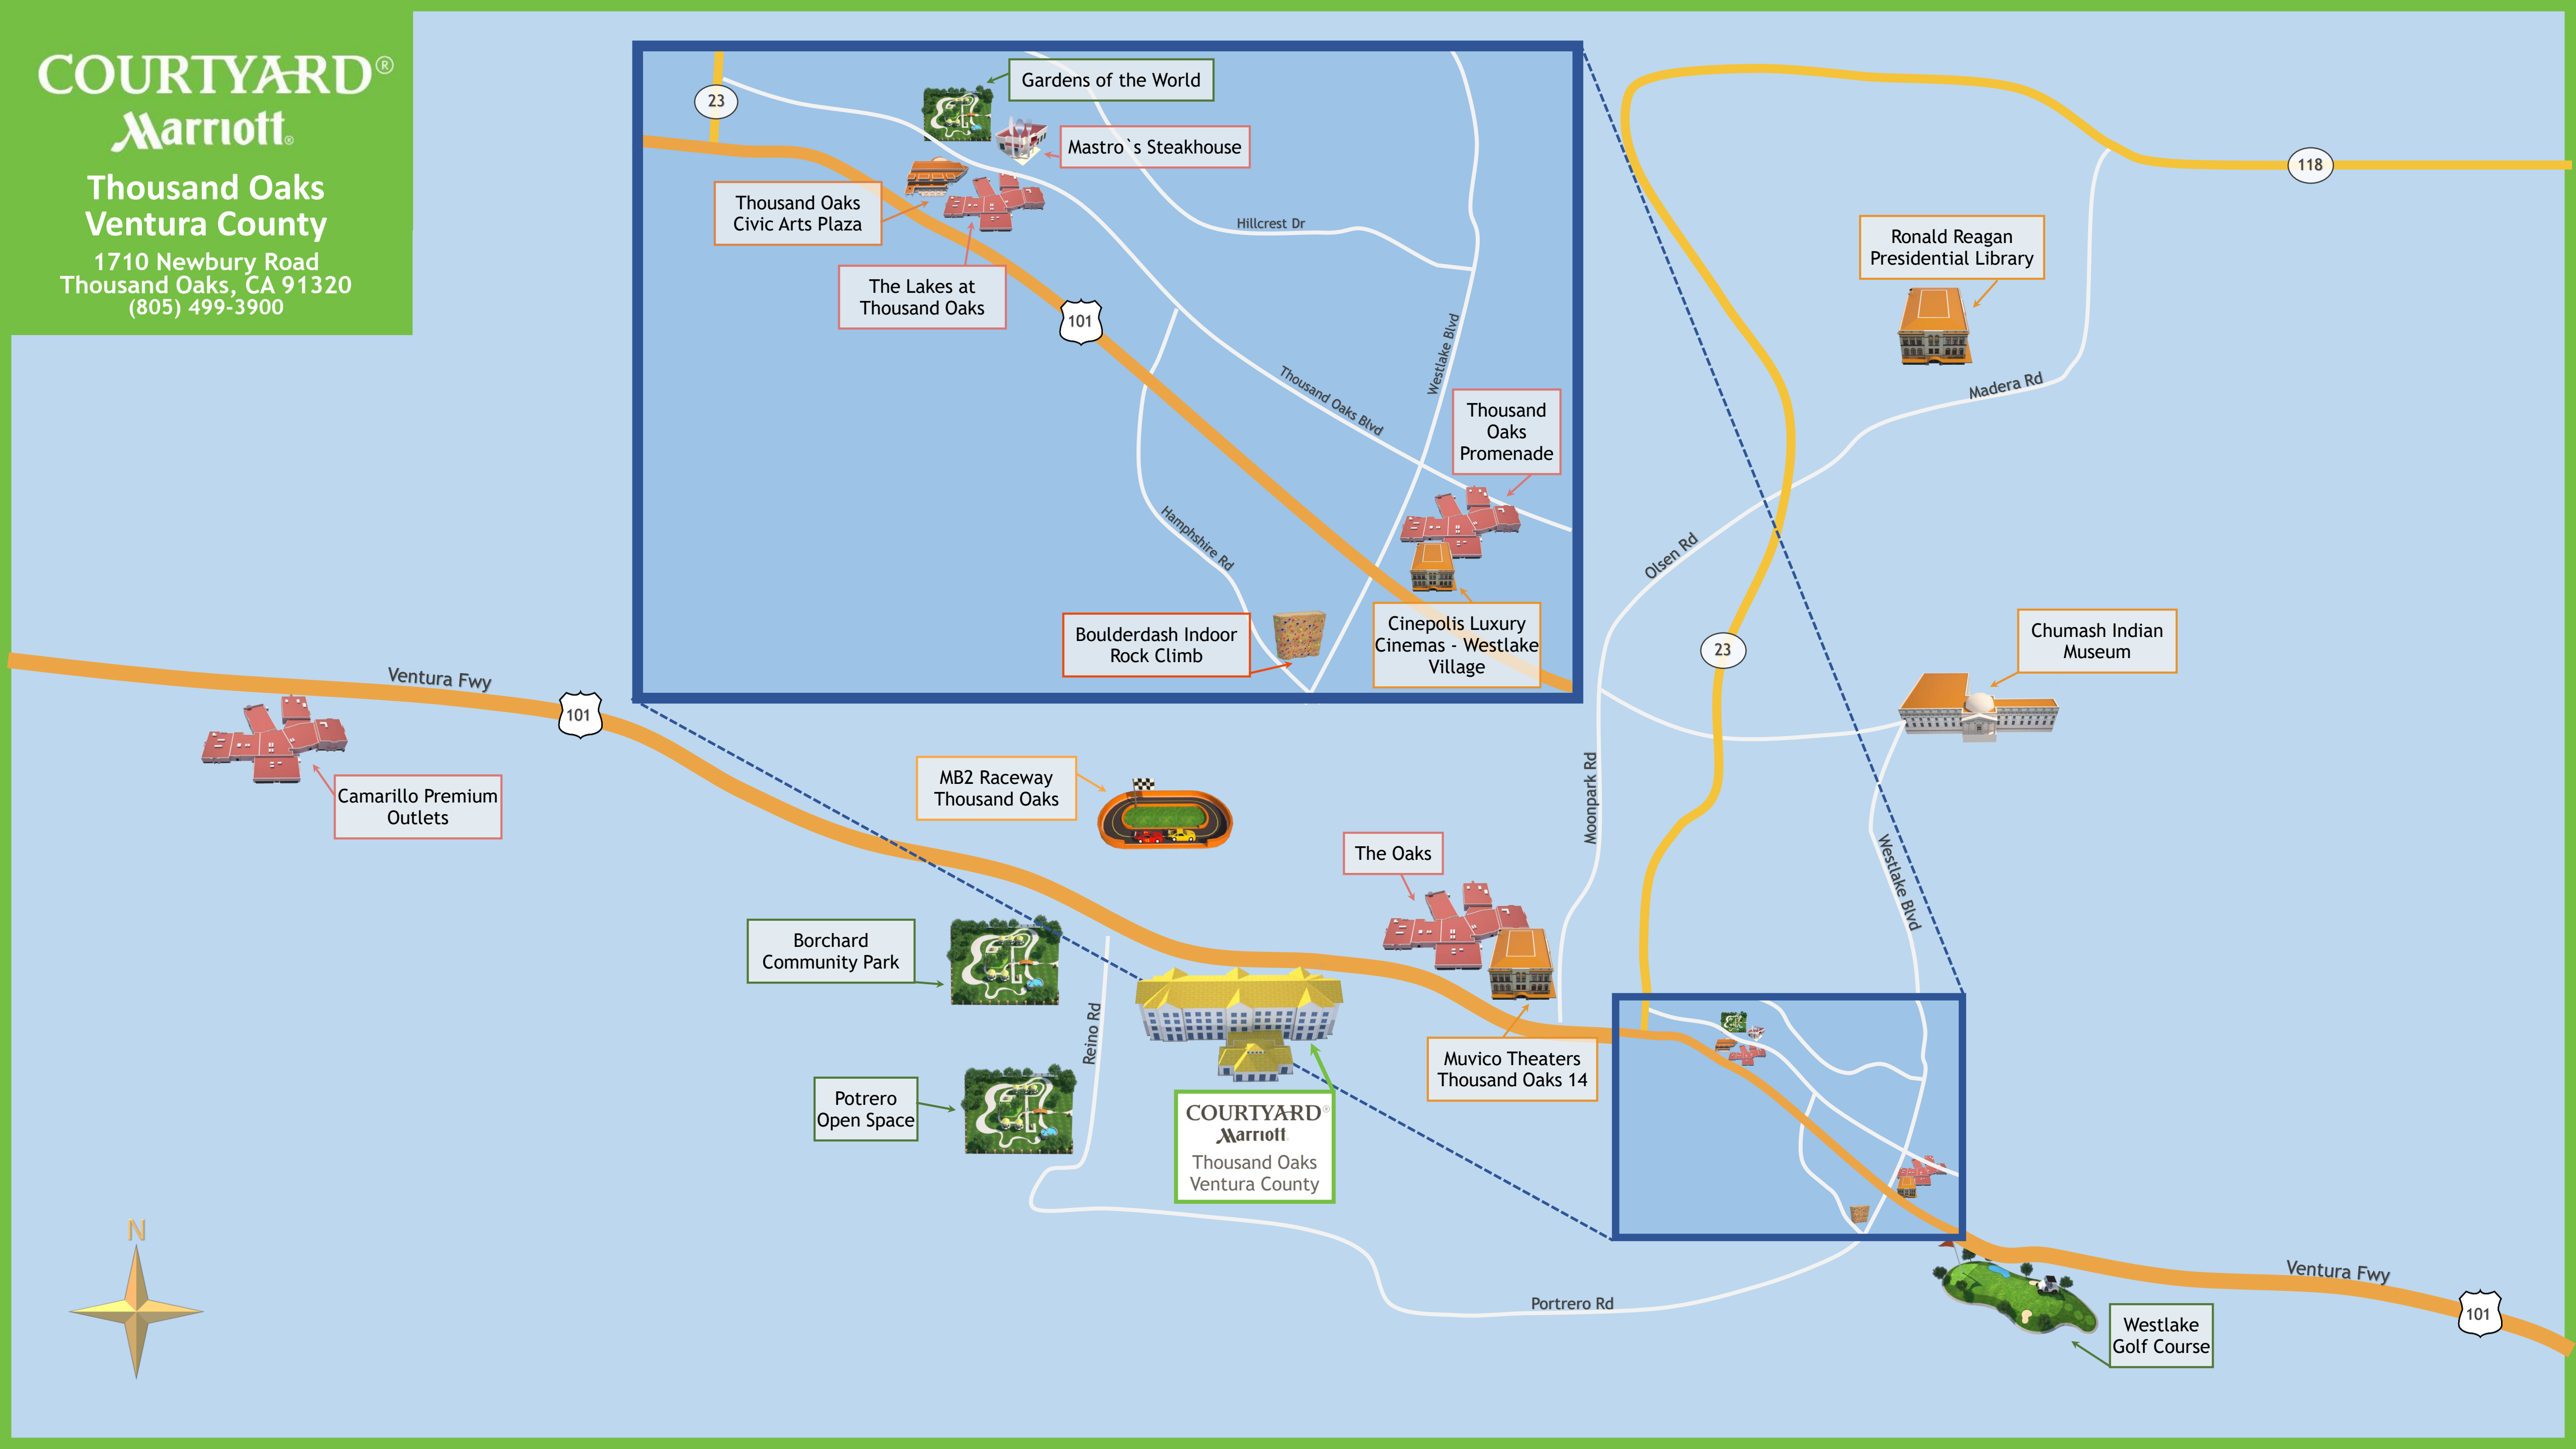 COURTYARD®
Marriott®
Thousand Oaks
Ventura County
1710 Newbury Road
Thousand Oaks, CA 91320
(805) 499-3900
23
Gardens of the World
Mastro`s Steakhouse
Thousand Oaks
Civic Arts Plaza
The Lakes at
Thousand Oaks
101
Hillcrest Dr
Westlake Blvd
Thousand Oaks Blvd
Thousand
Oaks
Promenade
Hamphshire Rd
Boulderdash Indoor
Rock Climb
Cinepolis Luxury
Cinemas - Westlake
Village
118
Ronald Reagan
Presidential Library
Madera Rd
Olsen Rd
23
Chumash Indian
Museum
Ventura Fwy
101
Camarillo Premium
Outlets
MB2 Raceway
Thousand Oaks
Moonpark Rd
The Oaks
Westlake Blvd
Borchard
Community Park
Reino Rd
Muvico Theaters
Thousand Oaks 14
Potrero
Open Space
COURTYARD®
Marriott
Thousand Oaks
Ventura County
N
Portrero Rd
Ventura Fwy
101
Westlake
Golf Course